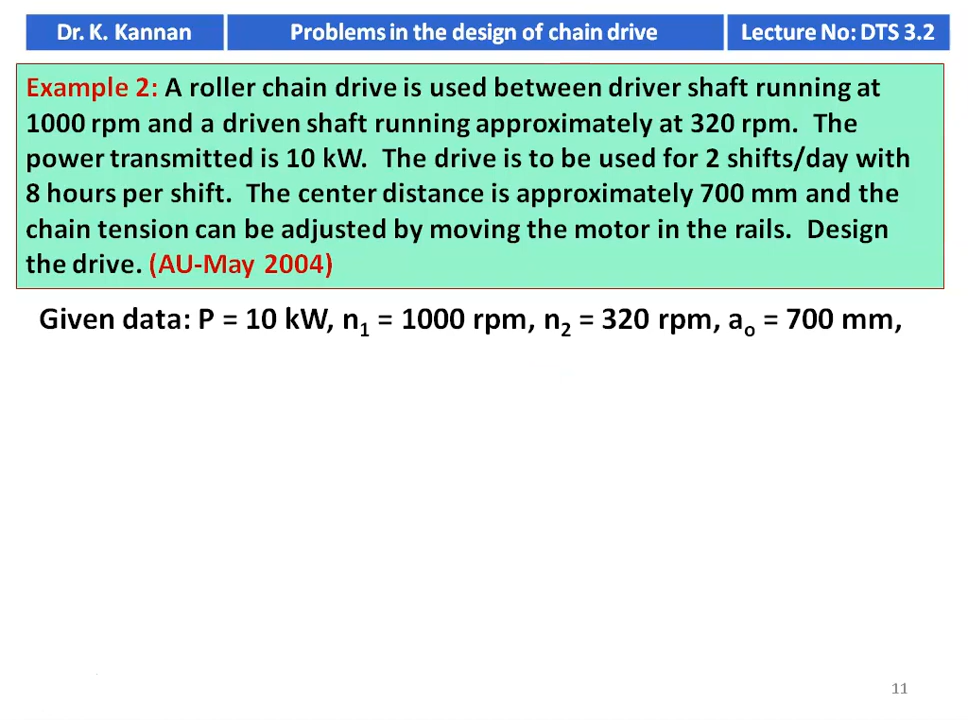 Dr. K. Kannan
Problems in the design of chain drive
Lecture No: DTS 3.2
Example 2: A roller chain drive is used between driver shaft running at
1000 rpm and a driven shaft running approximately at 320 rpm. The
power transmitted is 10 kW. The drive is to be used for 2 shifts/day with
8 hours per shift. The center distance is approximately 700 mm and the
chain tension can be adjusted by moving the motor in the rails. Design
the drive. (AU-May 2004)
Given data: P = 10 kW, n₁ = 1000 rpm, n₂ = 320 rpm, aₒ = 700 mm,
11